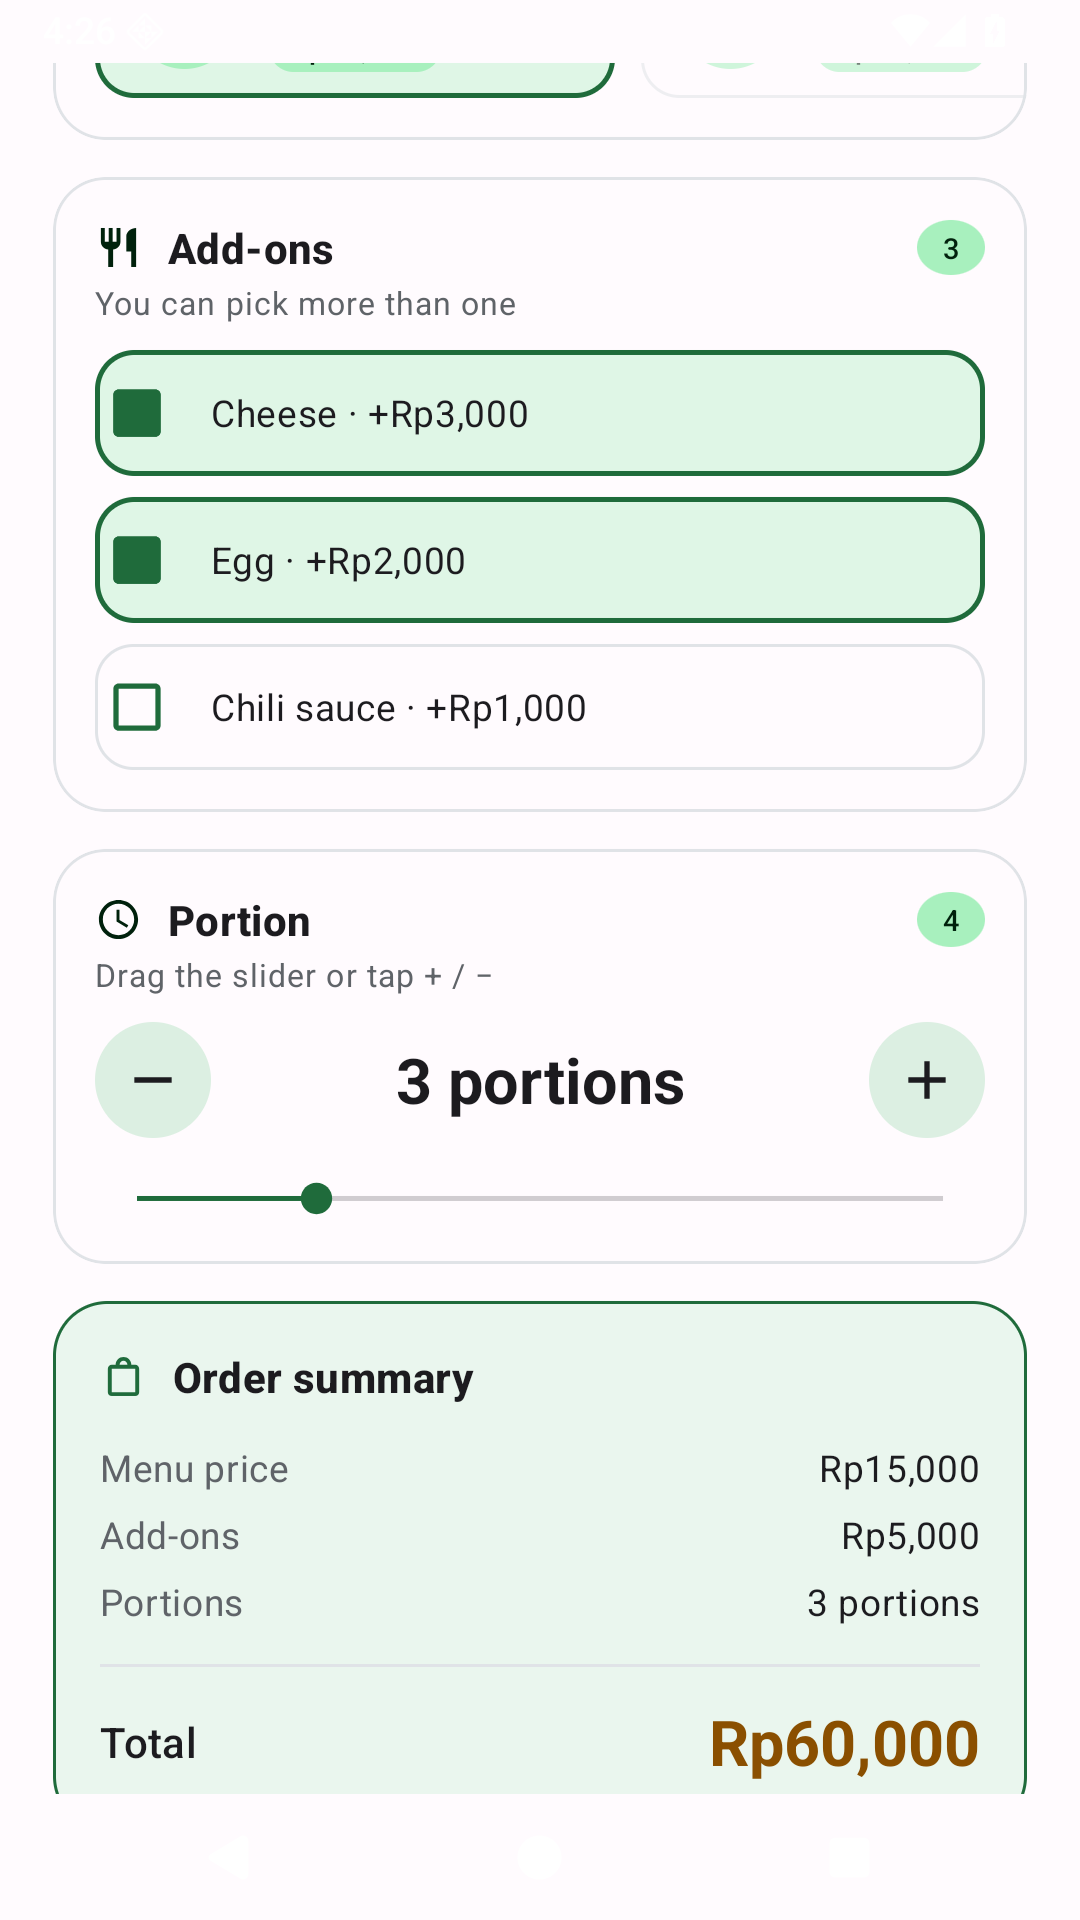 Add-ons
3
You can pick more than one
Cheese · +Rp3,000
Egg · +Rp2,000
Chili sauce · +Rp1,000
Portion
4
Drag the slider or tap + / −
3 portions
Order summary
Menu price Rp15,000
Add-ons Rp5,000
Portions 3 portions
Total Rp60,000